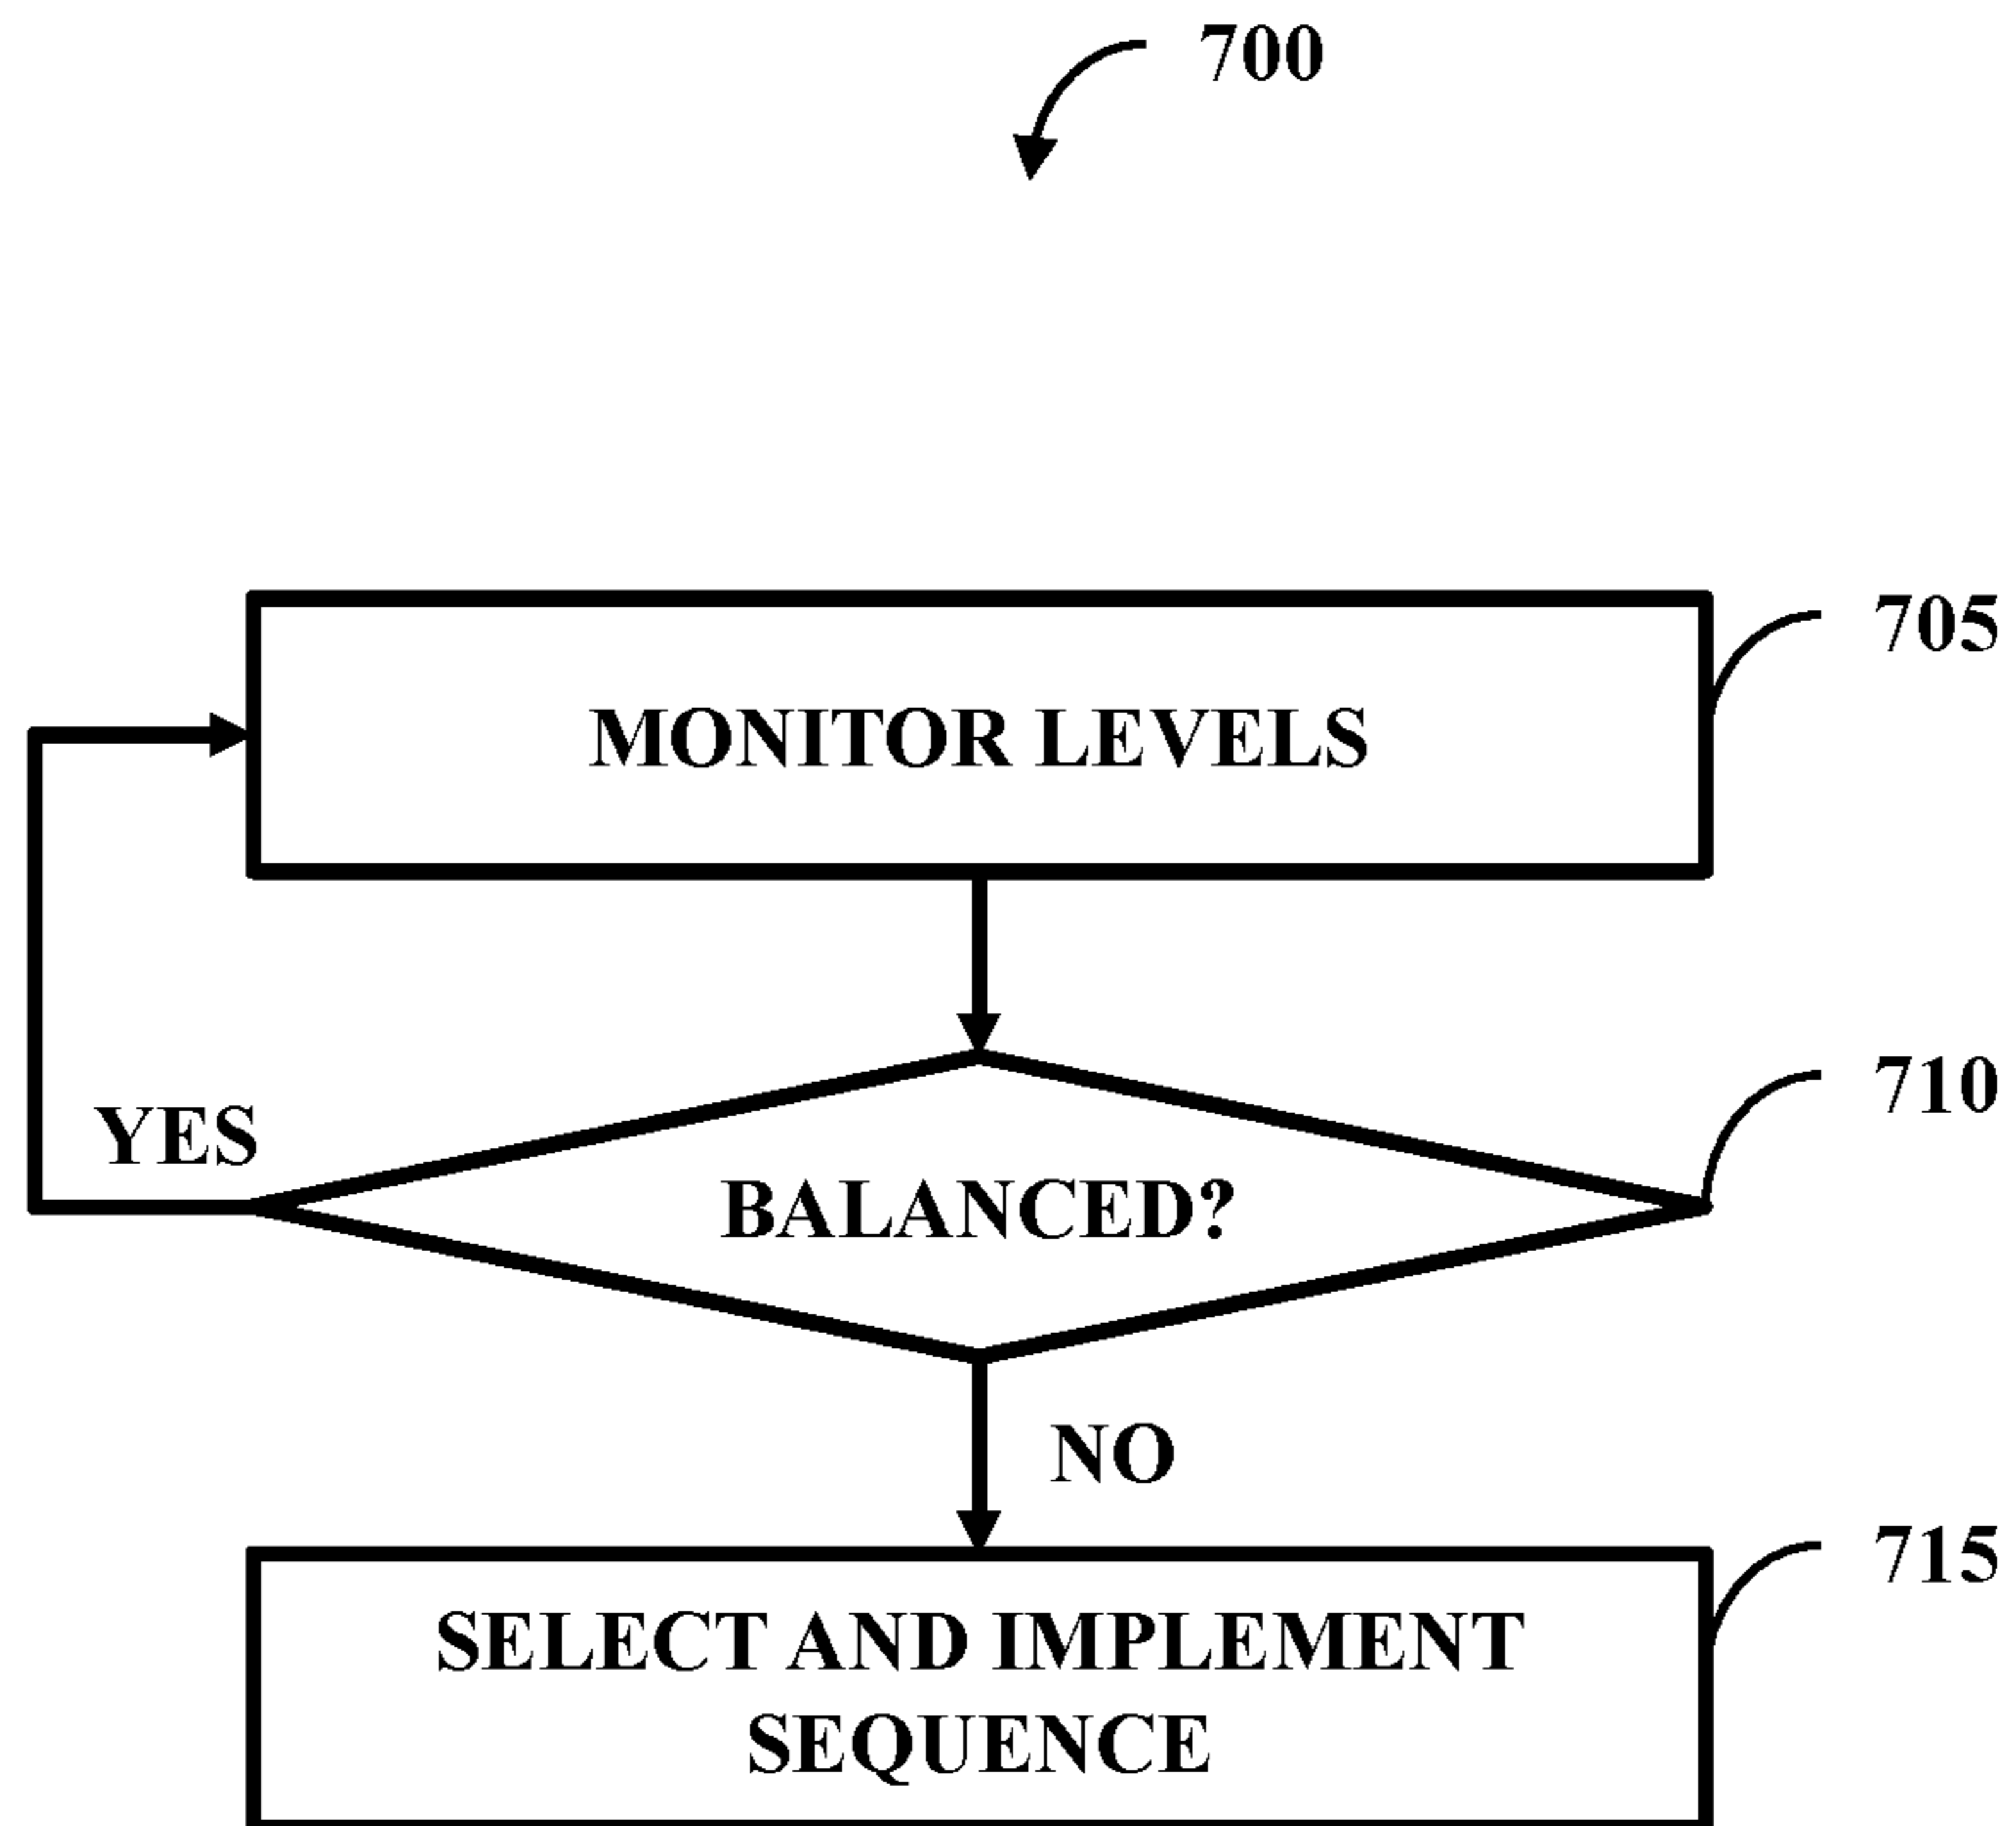 700
705
MONITOR LEVELS
710
YES
BALANCED?
NO
715
SELECT AND IMPLEMENT
SEQUENCE